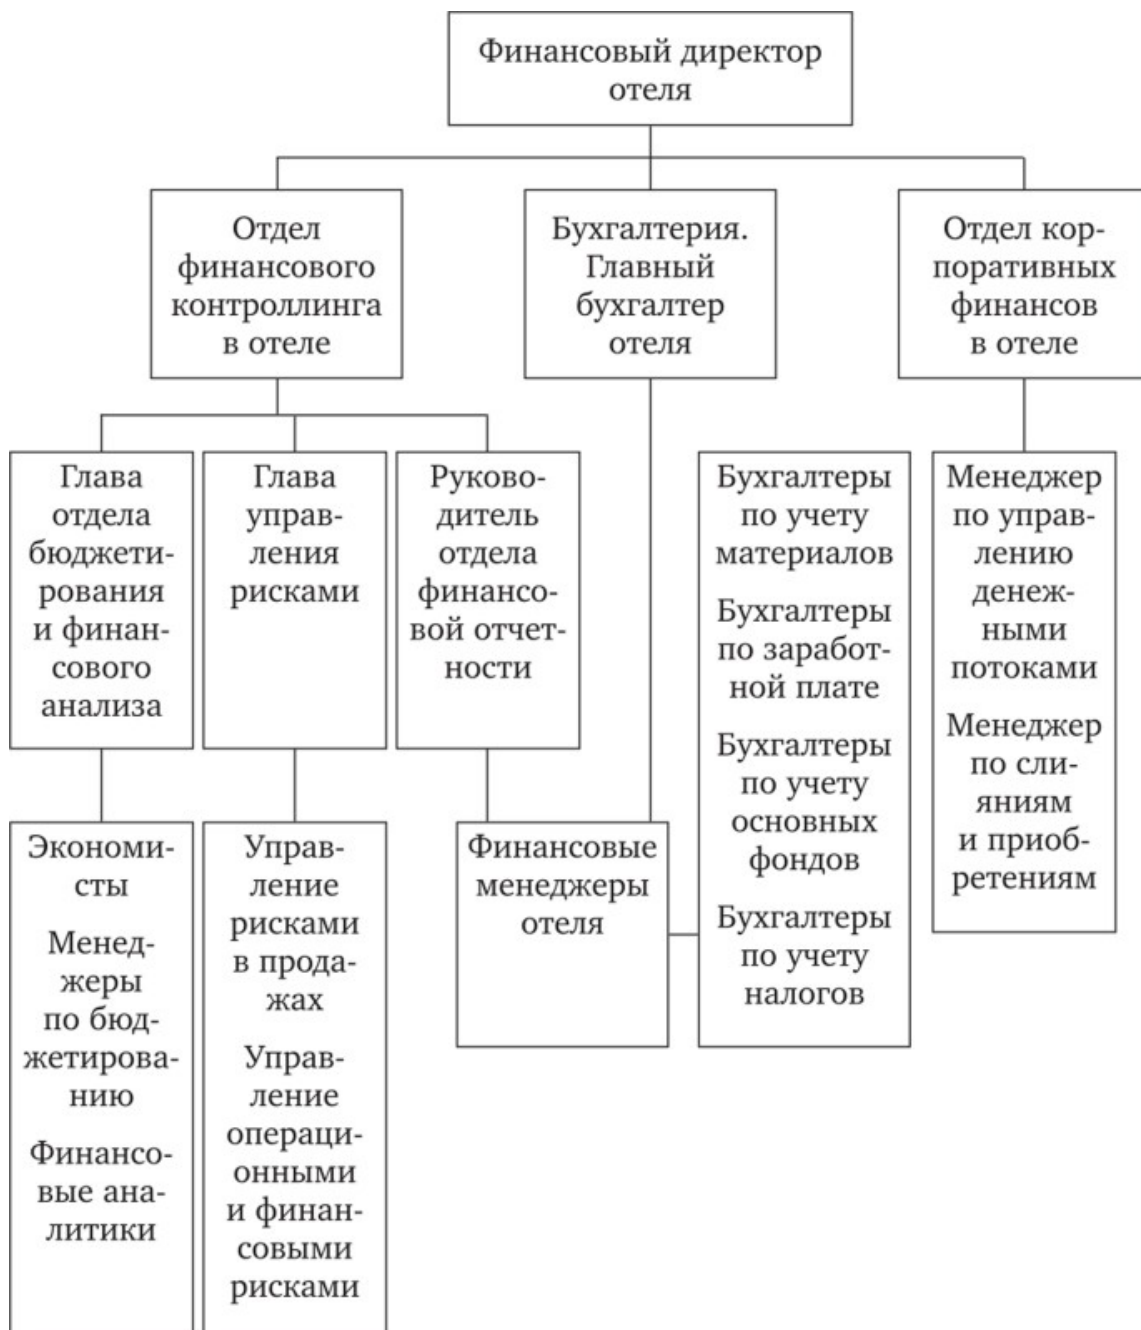 Финансовый директор
отеля
Отдел
финансового
контроллинга
в отеле
Бухгалтерия.
Главный
бухгалтер
отеля
Отдел кор-
поративных
финансов
в отеле
Глава
отдела
бюджети-
рования
и финан-
сового
анализа
Глава
управ-
ления
рисками
Руково-
дитель
отдела
финансо-
вой отчет-
ности
Бухгалтеры
по учету
материалов
Бухгалтеры
по заработ-
ной плате
Бухгалтеры
по учету
основных
фондов
Бухгалтеры
по учету
налогов
Менеджер
по управ-
лению
денеж-
ными
потоками
Менеджер
по сли-
яниям
и приоб-
ретениям
Экономи-
сты
Менед-
жеры
по бюд-
жетирова-
нию
Финансо-
вые ана-
литики
Управ-
ление
рисками
в прода-
жах
Управ-
ление
операци-
онными
и финан-
совыми
рисками
Финансовые
менеджеры
отеля